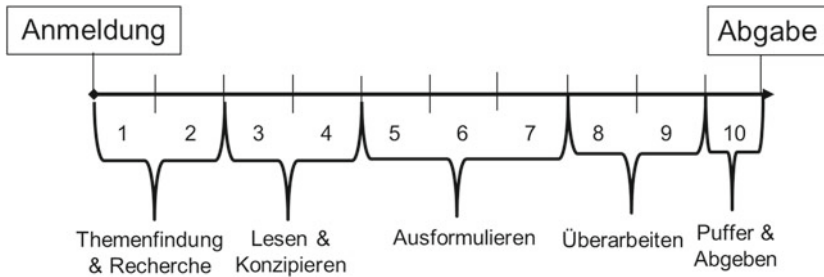 Anmeldung
Abgabe
1 2 3 4 5 6 7 8 9 10
Themenfindung
& Recherche
Lesen &
Konzipieren
Ausformulieren
Überarbeiten
Puffer &
Abgeben